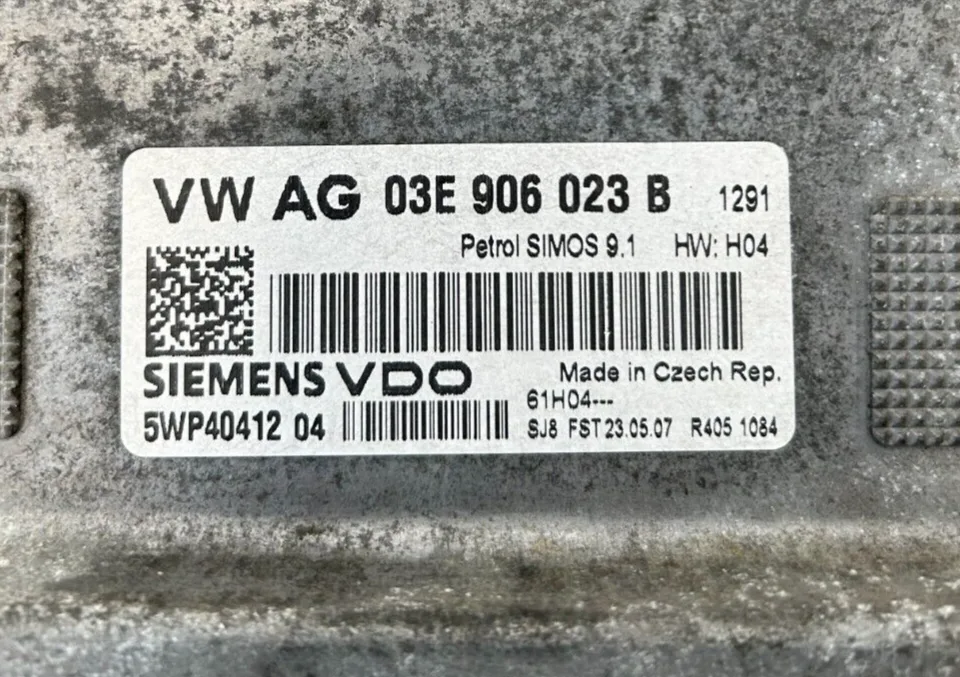 VW AG 03E 906 023 B 1291
Petrol SIMOS 9.1 HW: H04
SIEMENS VDO Made in Czech Rep.
61H04---
5WP40412 04 SJ8 FST 23.05.07 R405 1084